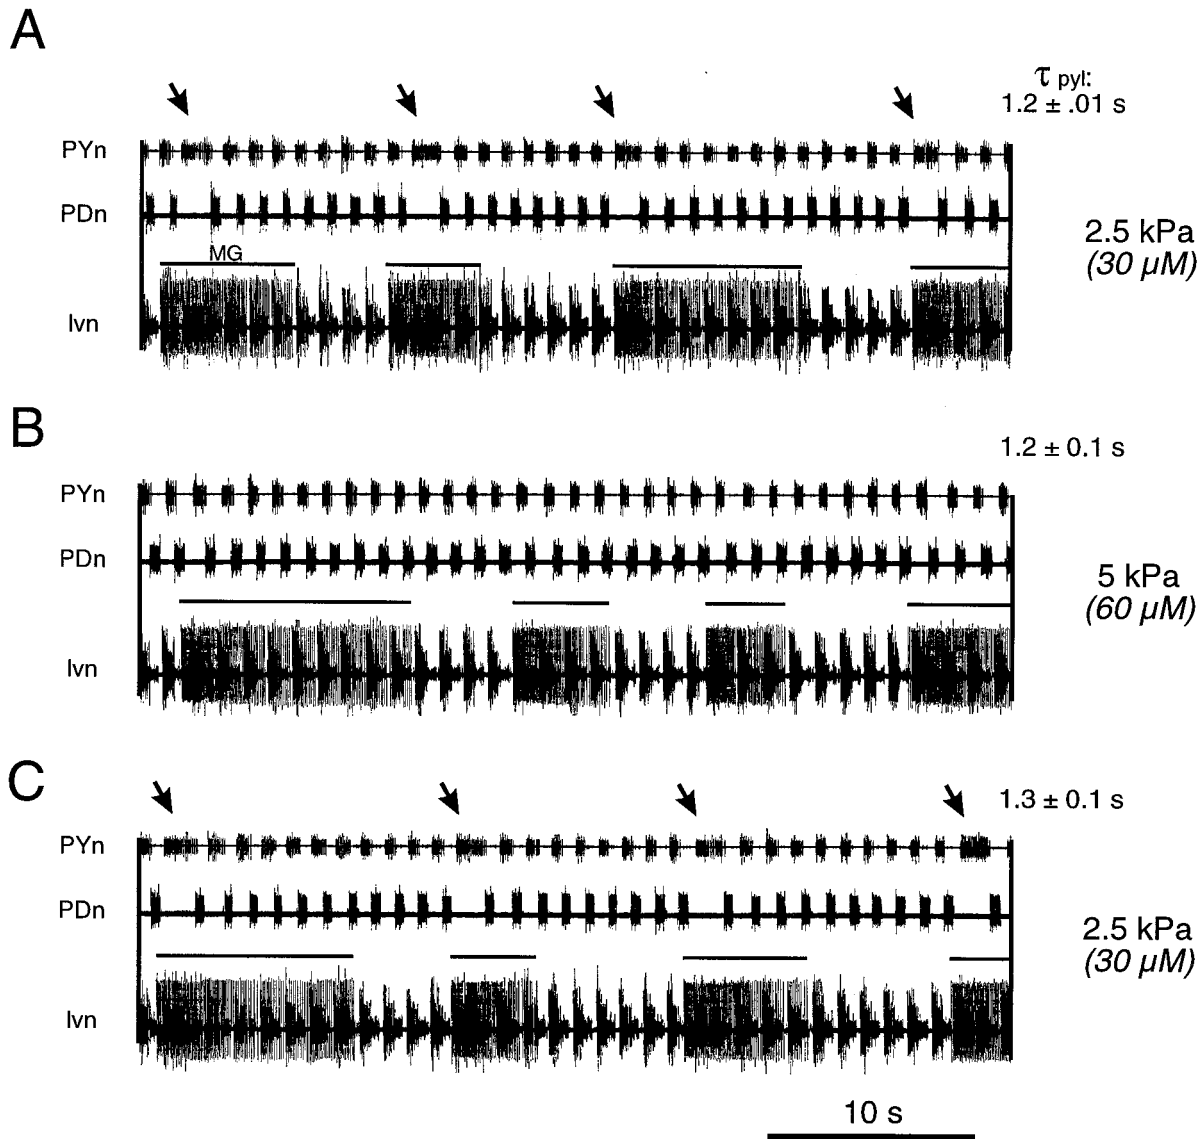 A
τ pyl:
1.2 ± .01 s
PYn
PDn
MG
lvn
2.5 kPa
(30 µM)
B
1.2 ± 0.1 s
PYn
PDn
lvn
5 kPa
(60 µM)
C
1.3 ± 0.1 s
PYn
PDn
lvn
2.5 kPa
(30 µM)
10 s